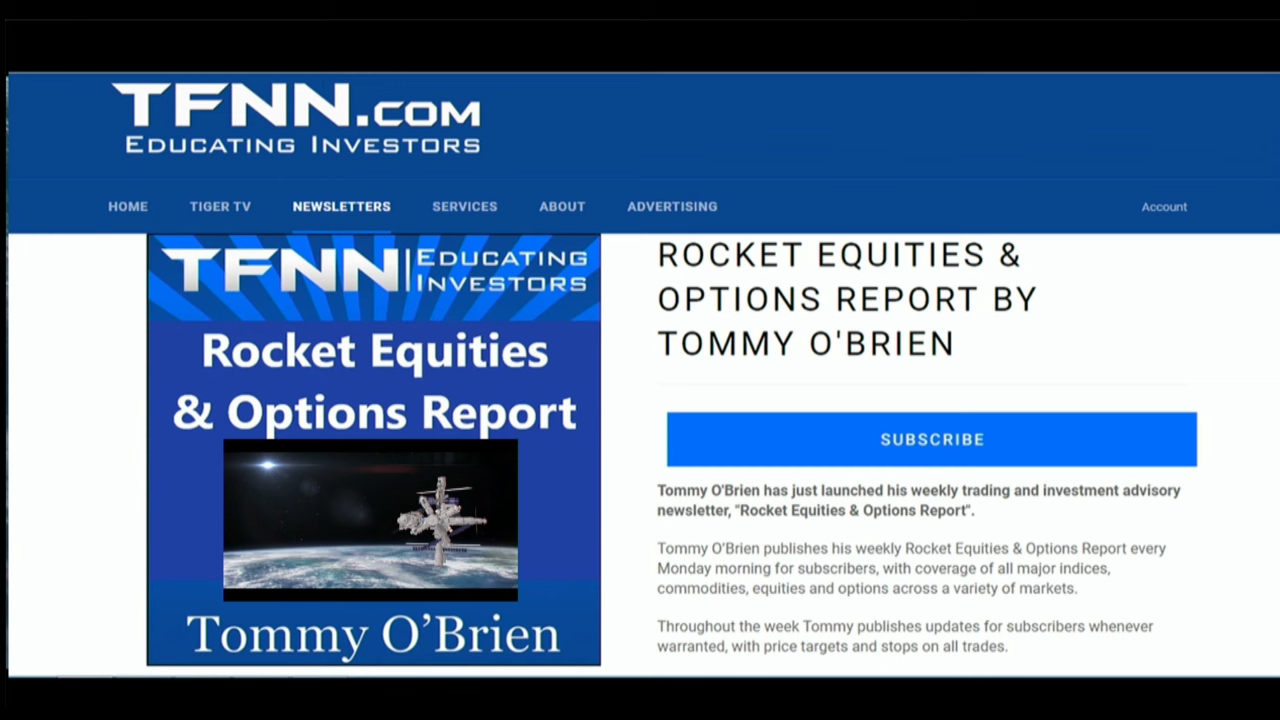 TFNN.COM
EDUCATING INVESTORS
HOME TIGER TV NEWSLETTERS SERVICES ABOUT ADVERTISING Account
TFNN EDUCATING
INVESTORS
Rocket Equities
& Options Report
Tommy O’Brien
ROCKET EQUITIES &
OPTIONS REPORT BY
TOMMY O'BRIEN
SUBSCRIBE
Tommy O'Brien has just launched his weekly trading and investment advisory
newsletter, "Rocket Equities & Options Report".
Tommy O’Brien publishes his weekly Rocket Equities & Options Report every
Monday morning for subscribers, with coverage of all major indices,
commodities, equities and options across a variety of markets.
Throughout the week Tommy publishes updates for subscribers whenever
warranted, with price targets and stops on all trades.